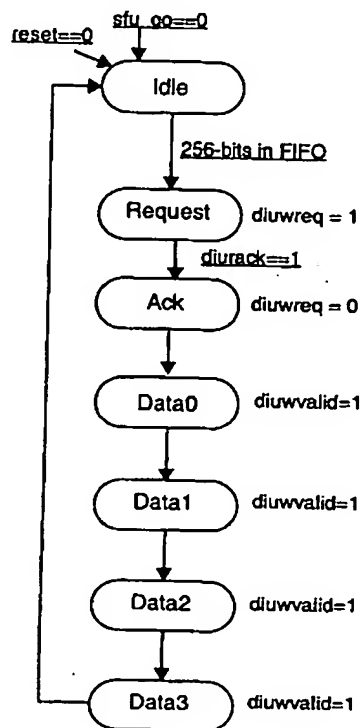 sfu_go==0
reset==0
Idle
256-bits in FIFO
Request diuwreq = 1
diurack==1
Ack diuwreq = 0
Data0 diuwvalid=1
Data1 diuwvalid=1
Data2 diuwvalid=1
Data3 diuwvalid=1